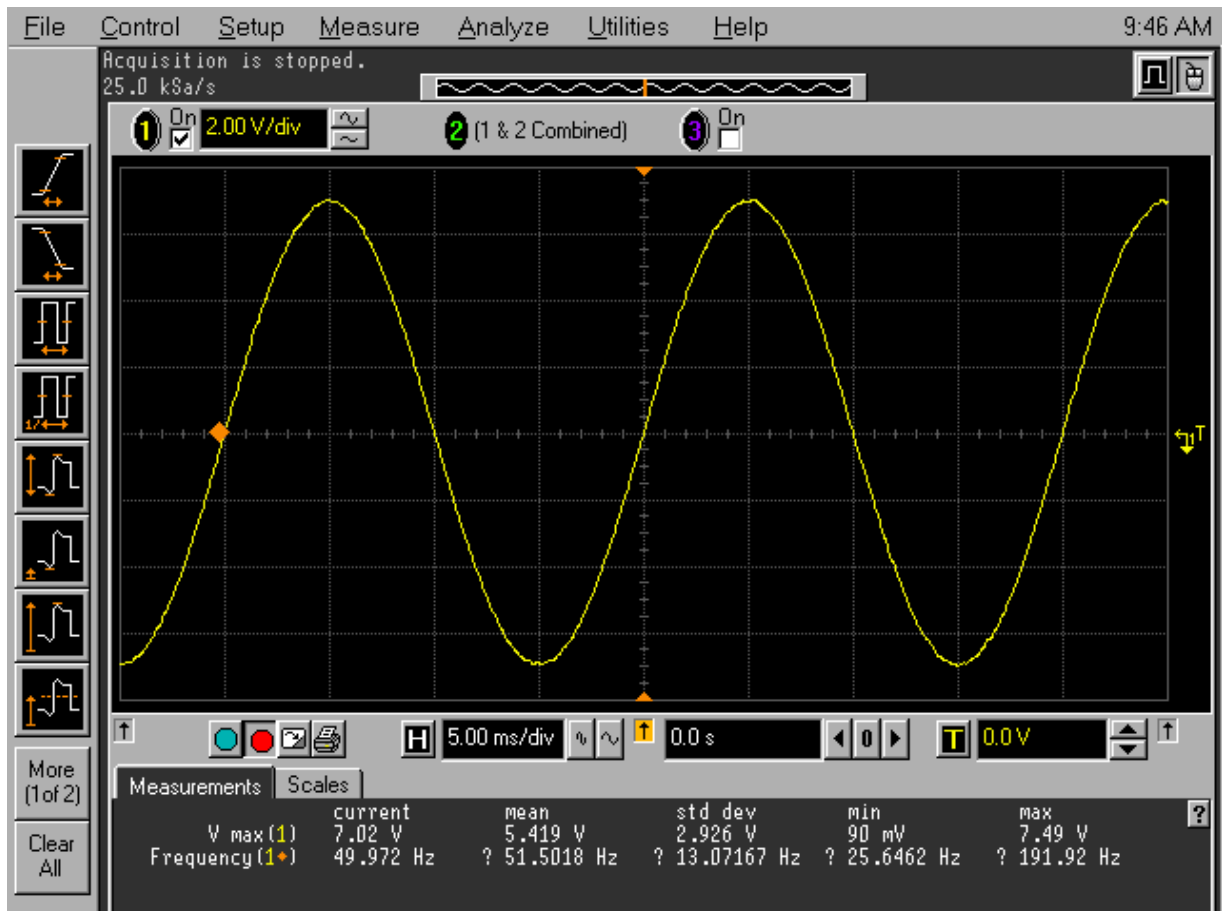 File Control Setup Measure Analyze Utilities Help 9:46 AM
Acquisition is stopped.
25.0 kSa/s
1 On 2.00 V/div 2 (1 & 2 Combined) 3 On
1 T
H 5.00 ms/div 0.0 s 0 T 0.0 V
More
(1 of 2)
Clear
All
Measurements Scales
current mean std dev min max ?
V max(1) 7.02 V 5.419 V 2.926 V 90 mV 7.49 V
Frequency(1) 49.972 Hz ? 51.5018 Hz ? 13.07167 Hz ? 25.6462 Hz ? 191.92 Hz